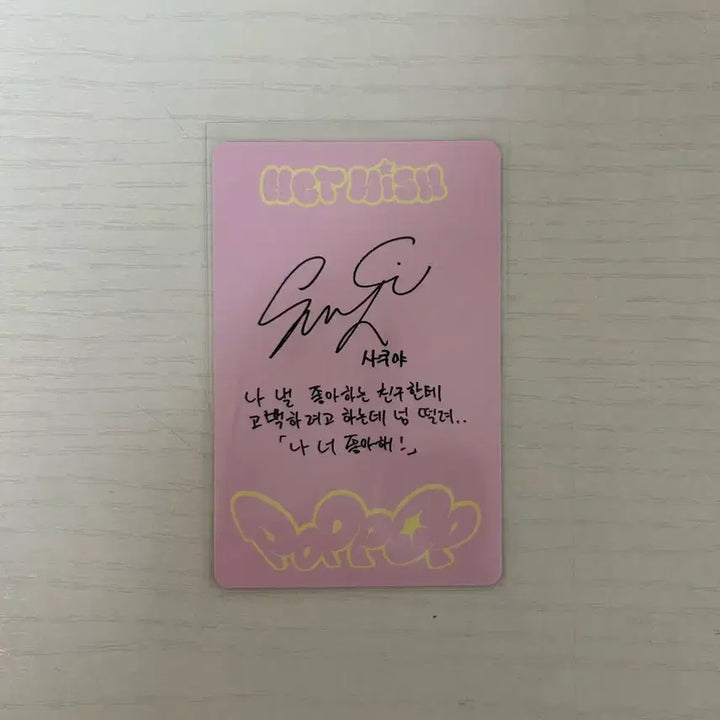 NCT WISH
사쿠야
나 널 좋아하는 친구한테
고백하려고 하는데 넘 떨려..
「나 너 좋아해!」
POPPOP